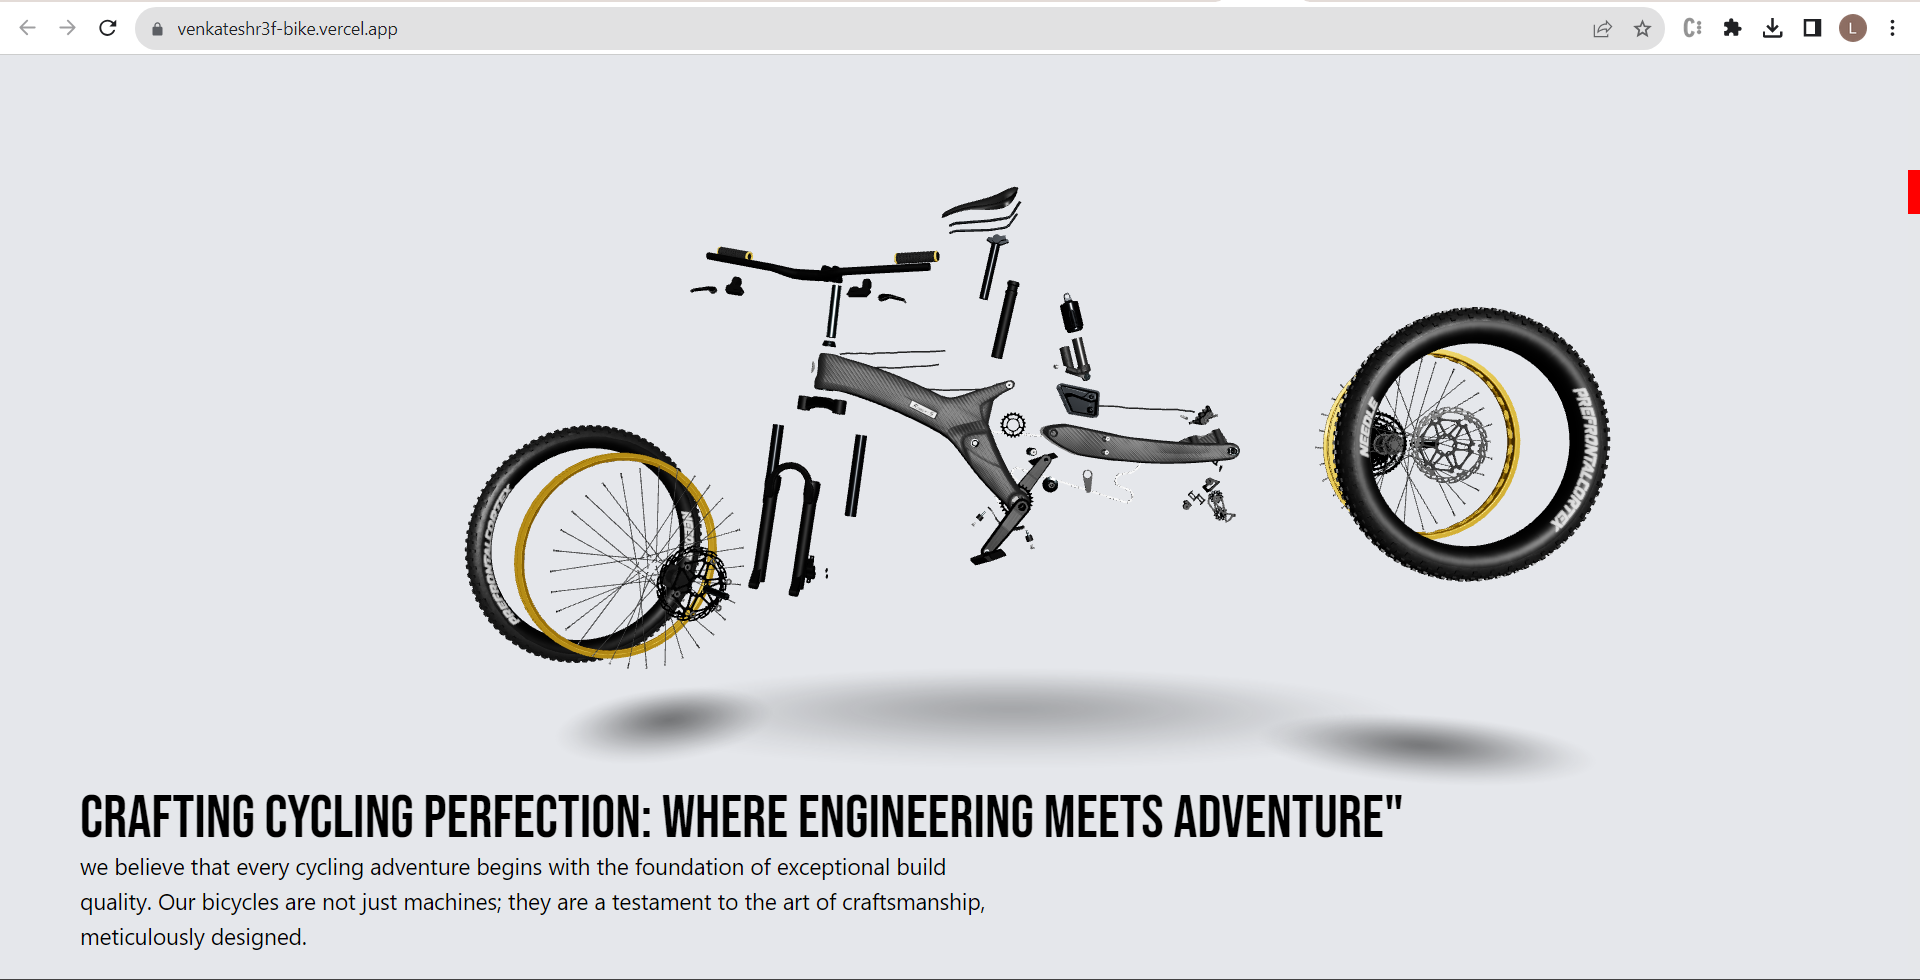 venkateshr3f-bike.vercel.app
L
NEEDLE
PREFRONTALCORTEX
PREFRONTALCORTEX
NEEDLE
CRAFTING CYCLING PERFECTION: WHERE ENGINEERING MEETS ADVENTURE"
we believe that every cycling adventure begins with the foundation of exceptional build
quality. Our bicycles are not just machines; they are a testament to the art of craftsmanship,
meticulously designed.